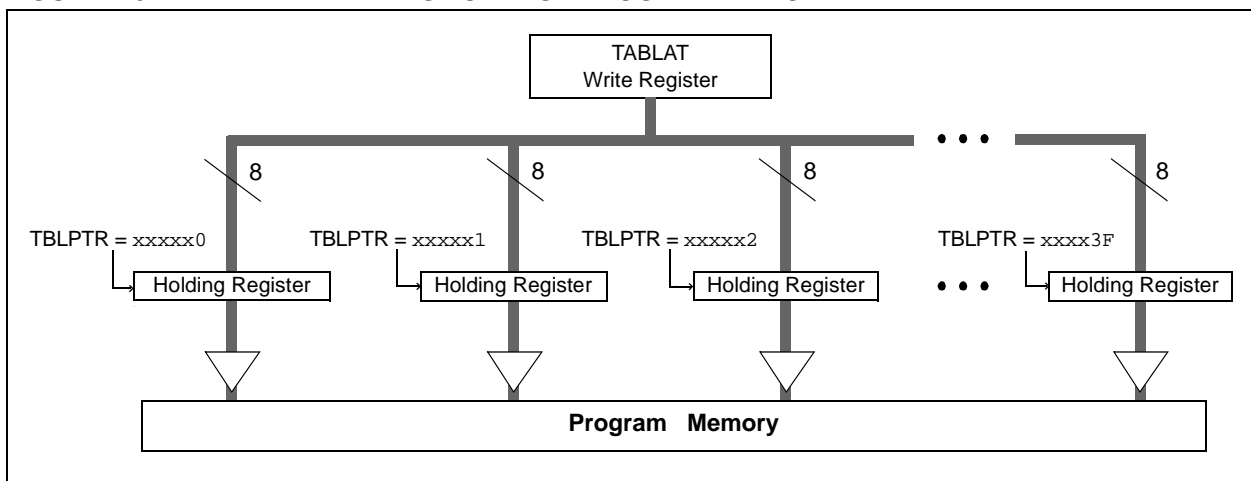 TABLAT
Write Register
8
8
8
8
TBLPTR = xxxxx0
TBLPTR = xxxxx1
TBLPTR = xxxxx2
TBLPTR = xxxx3F
Holding Register
Holding Register
Holding Register
Holding Register
Program Memory